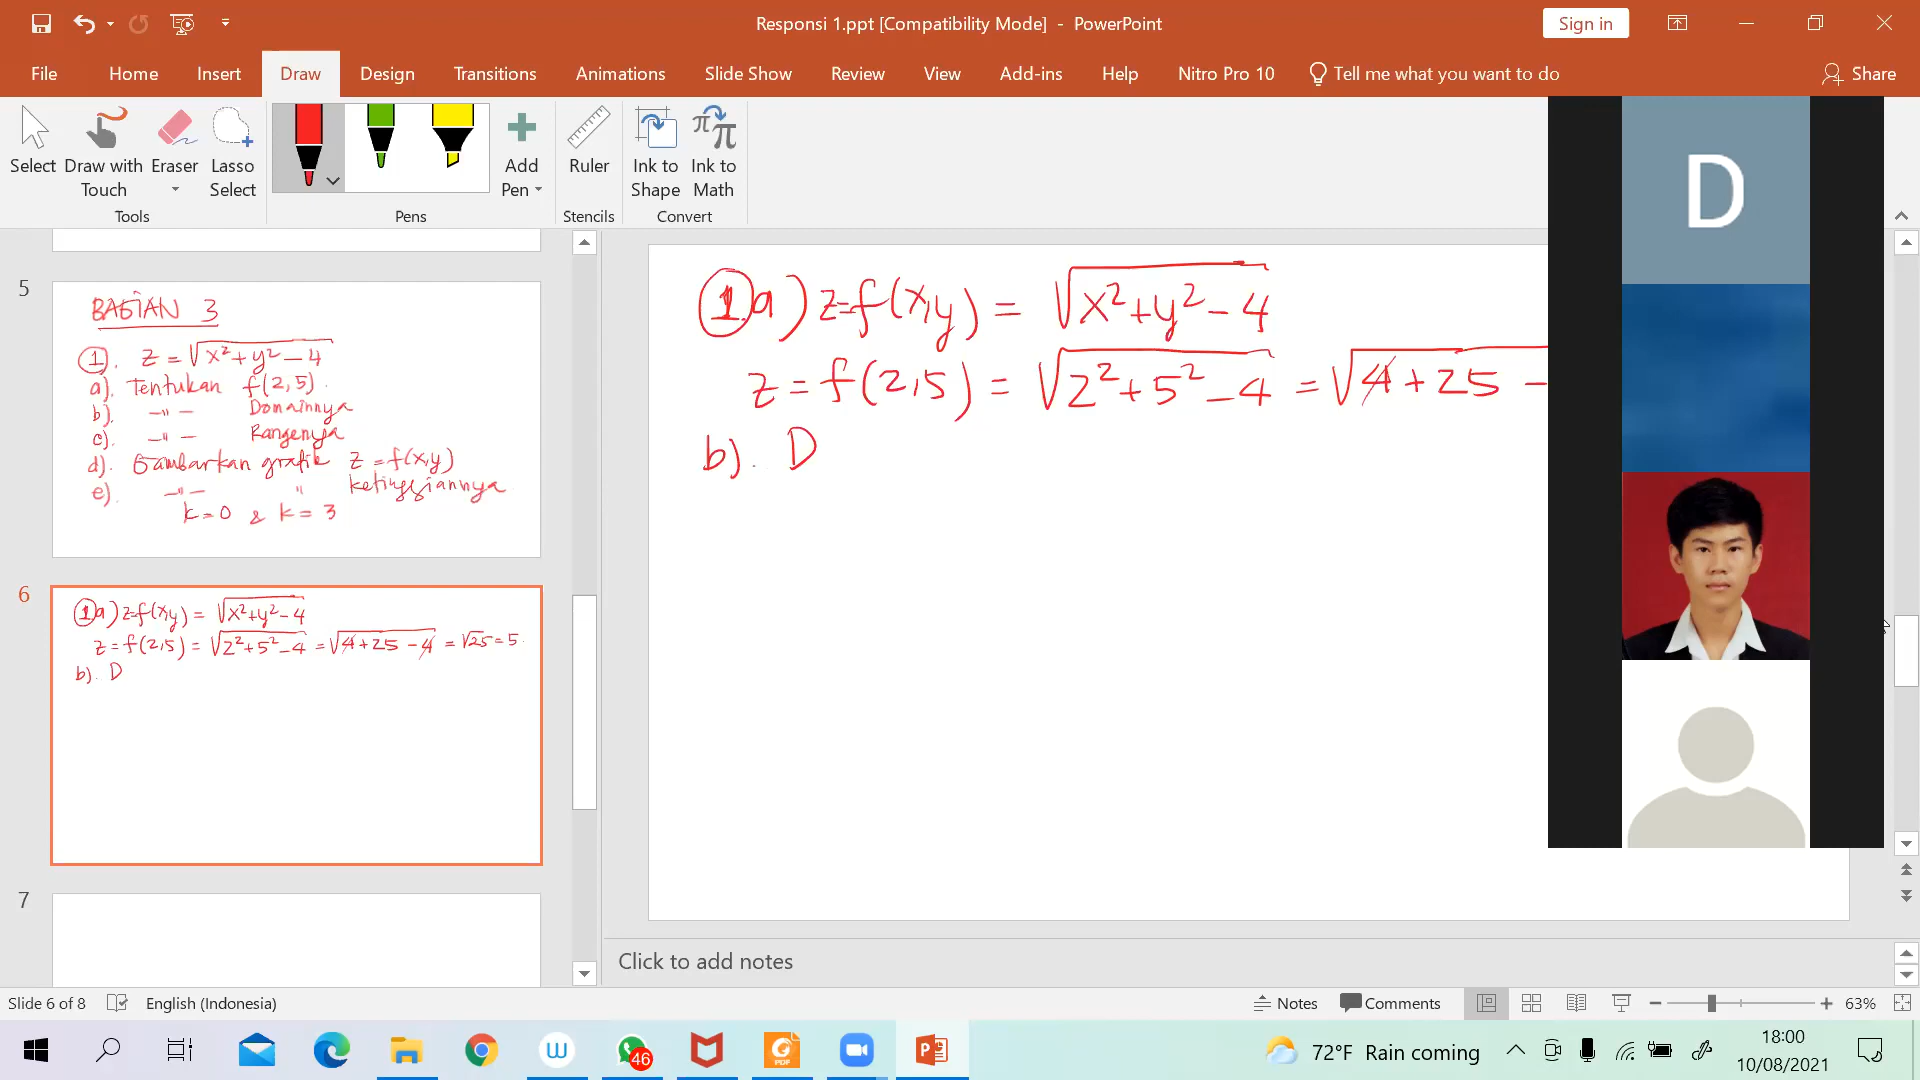 Responsi 1.ppt [Compatibility Mode] - PowerPoint
Sign in
File Home Insert Draw Design Transitions Animations Slide Show Review View Add-ins Help Nitro Pro 10 Tell me what you want to do Share
Select
Draw with Touch
Eraser
Lasso Select
Add Pen
Ruler
Ink to Shape
Ink to Math
Tools Pens Stencils Convert
5
BAGIAN 3
1. z = √x² + y² – 4
a). Tentukan f(2,5).
b). –"– Domainnya
c). –"– Rangenya
d). Gambarkan grafik z = f(x,y)
e). –"– " ketinggiannya
k = 0 & k = 3
6
1 a) z=f(x,y) = √x²+y²-4
z = f(2,5) = √2²+5²-4 = √4+25-4 = √25 = 5.
b). D
7
1. a) z=f(x,y) = √x²+y²-4
z = f(2,5) = √2²+5²-4 = √4+25 -
b). D
D
Click to add notes
Slide 6 of 8 English (Indonesia) Notes Comments 63%
W
46
PDF
72°F Rain coming
18:00
10/08/2021